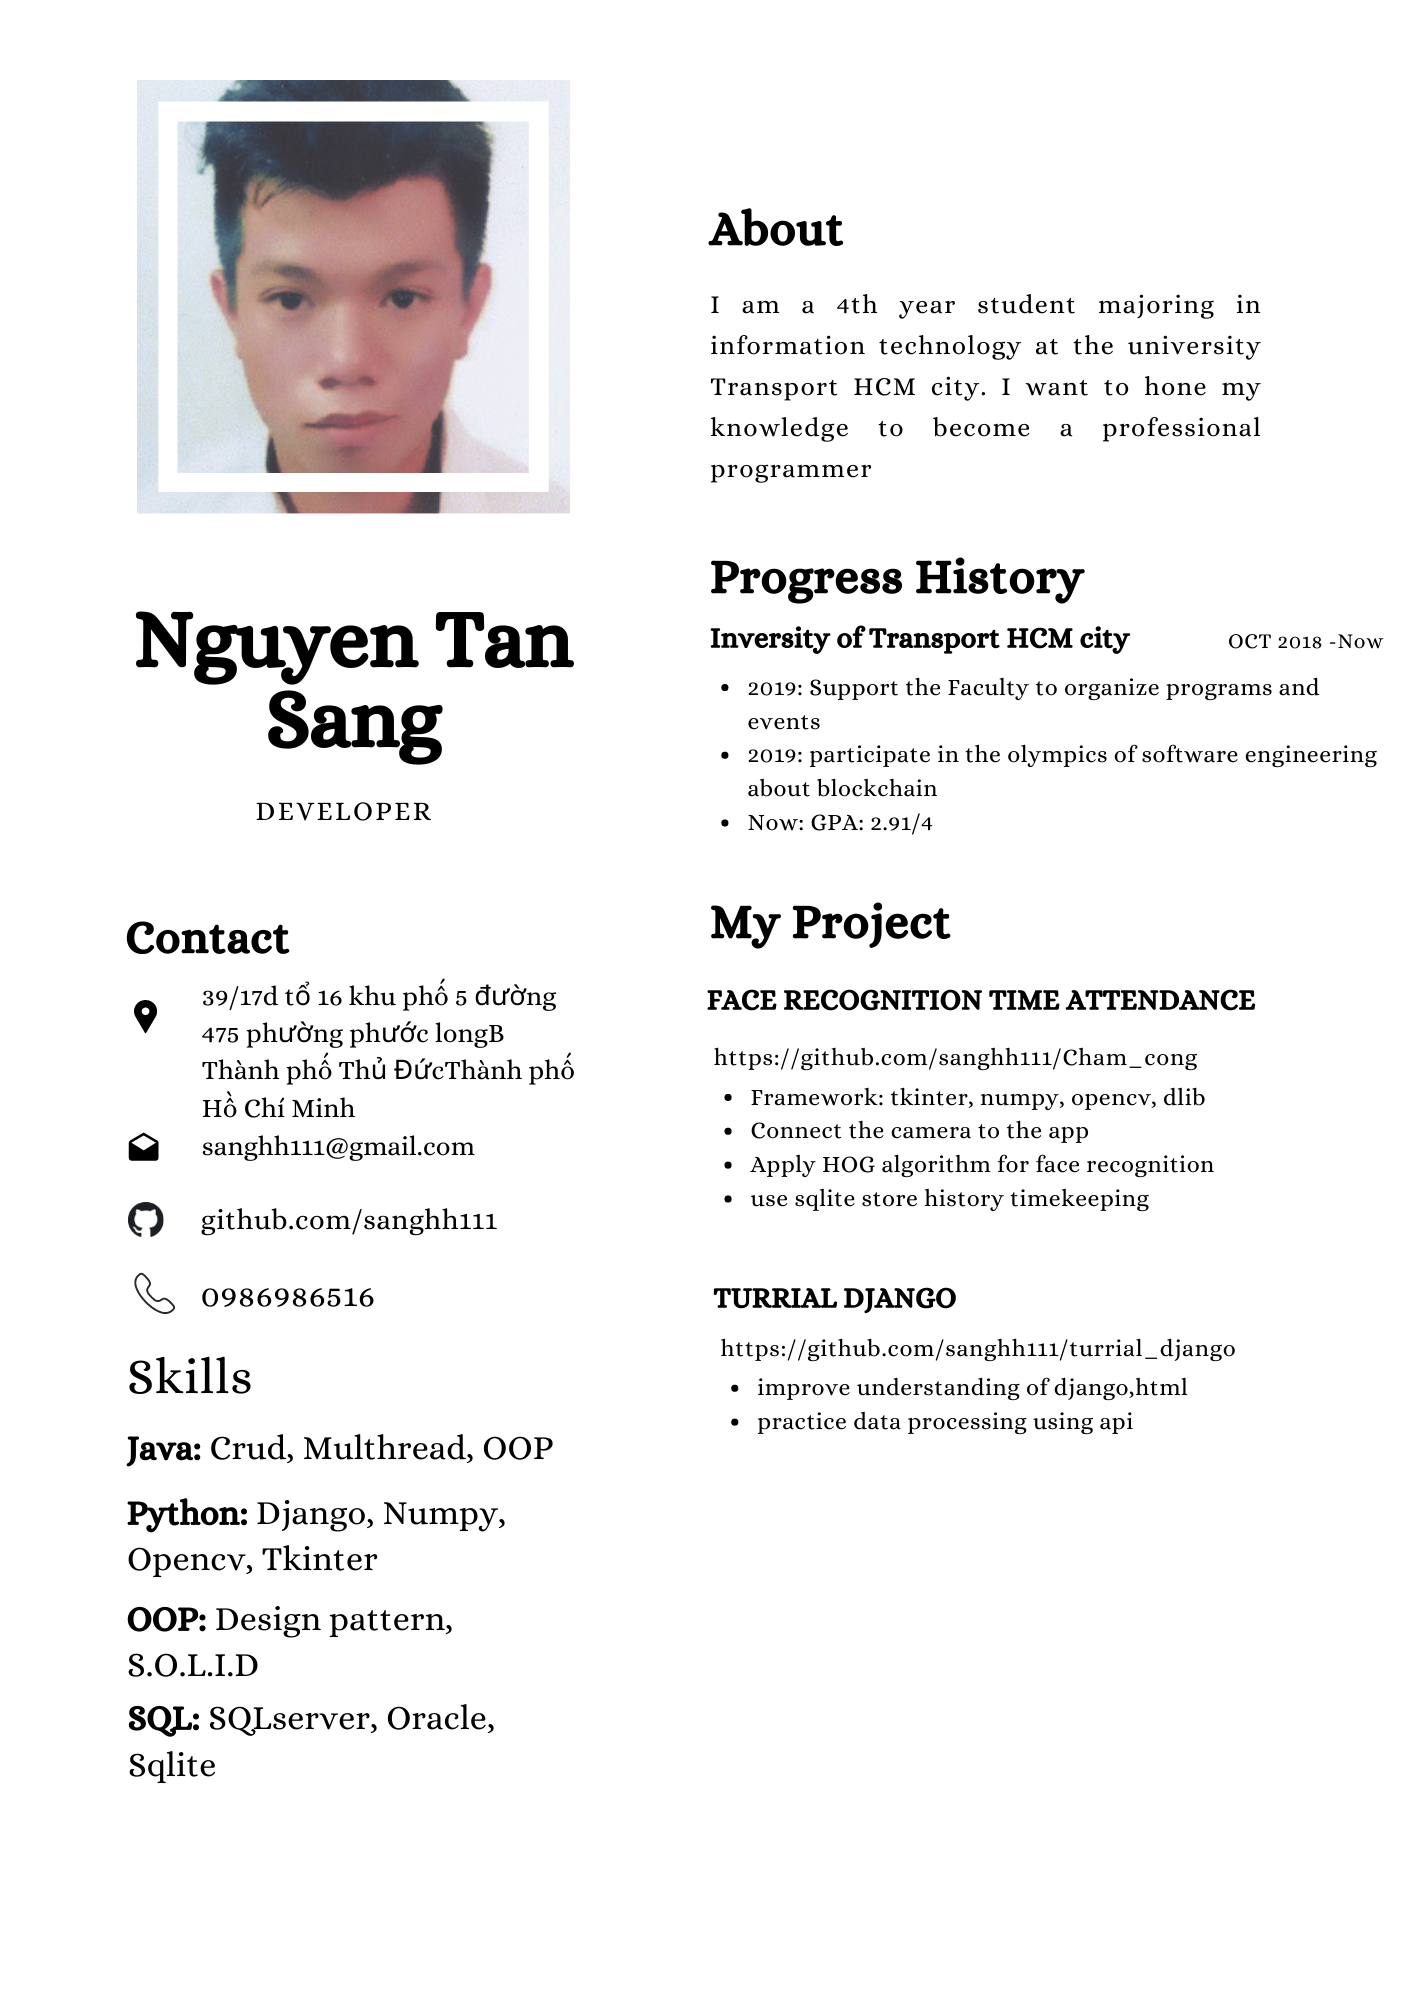 Nguyen Tan
Sang
DEVELOPER
Contact
39/17d tổ 16 khu phố 5 đường
475 phường phước longB
Thành phố Thủ ĐứcThành phố
Hồ Chí Minh
sanghh111@gmail.com
github.com/sanghh111
0986986516
Skills
Java: Crud, Multhread, OOP
Python: Django, Numpy,
Opencv, Tkinter
OOP: Design pattern,
S.O.L.I.D
SQL: SQLserver, Oracle,
Sqlite
About
I am a 4th year student majoring in
information technology at the university
Transport HCM city. I want to hone my
knowledge to become a professional
programmer
Progress History
Inversity of Transport HCM city OCT 2018 -Now
• 2019: Support the Faculty to organize programs and
events
• 2019: participate in the olympics of software engineering
about blockchain
• Now: GPA: 2.91/4
My Project
FACE RECOGNITION TIME ATTENDANCE
https://github.com/sanghh111/Cham_cong
• Framework: tkinter, numpy, opencv, dlib
• Connect the camera to the app
• Apply HOG algorithm for face recognition
• use sqlite store history timekeeping
TURRIAL DJANGO
https://github.com/sanghh111/turrial_django
• improve understanding of django,html
• practice data processing using api